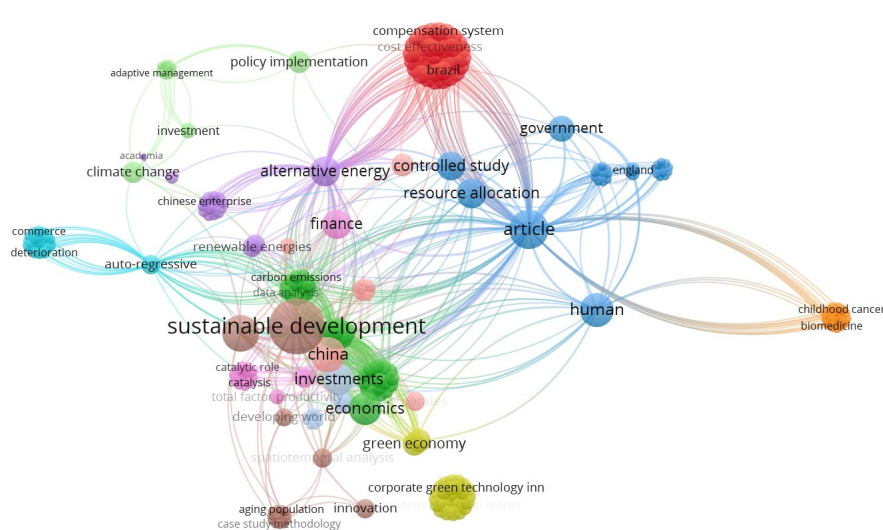 compensation system
cost effectiveness
brazil
policy implementation
adaptive management
investment
government
academia
climate change
alternative energy
controlled study
england
resource allocation
chinese enterprise
finance
article
commerce
deterioration
renewable energies
auto-regressive
carbon emissions
data analysis
human
childhood cancer
biomedicine
sustainable development
china
catalytic role
catalysis
investments
total factor productivity
economics
developing world
green economy
spatiotemporal analysis
corporate green technology inn
aging population
innovation
case study methodology